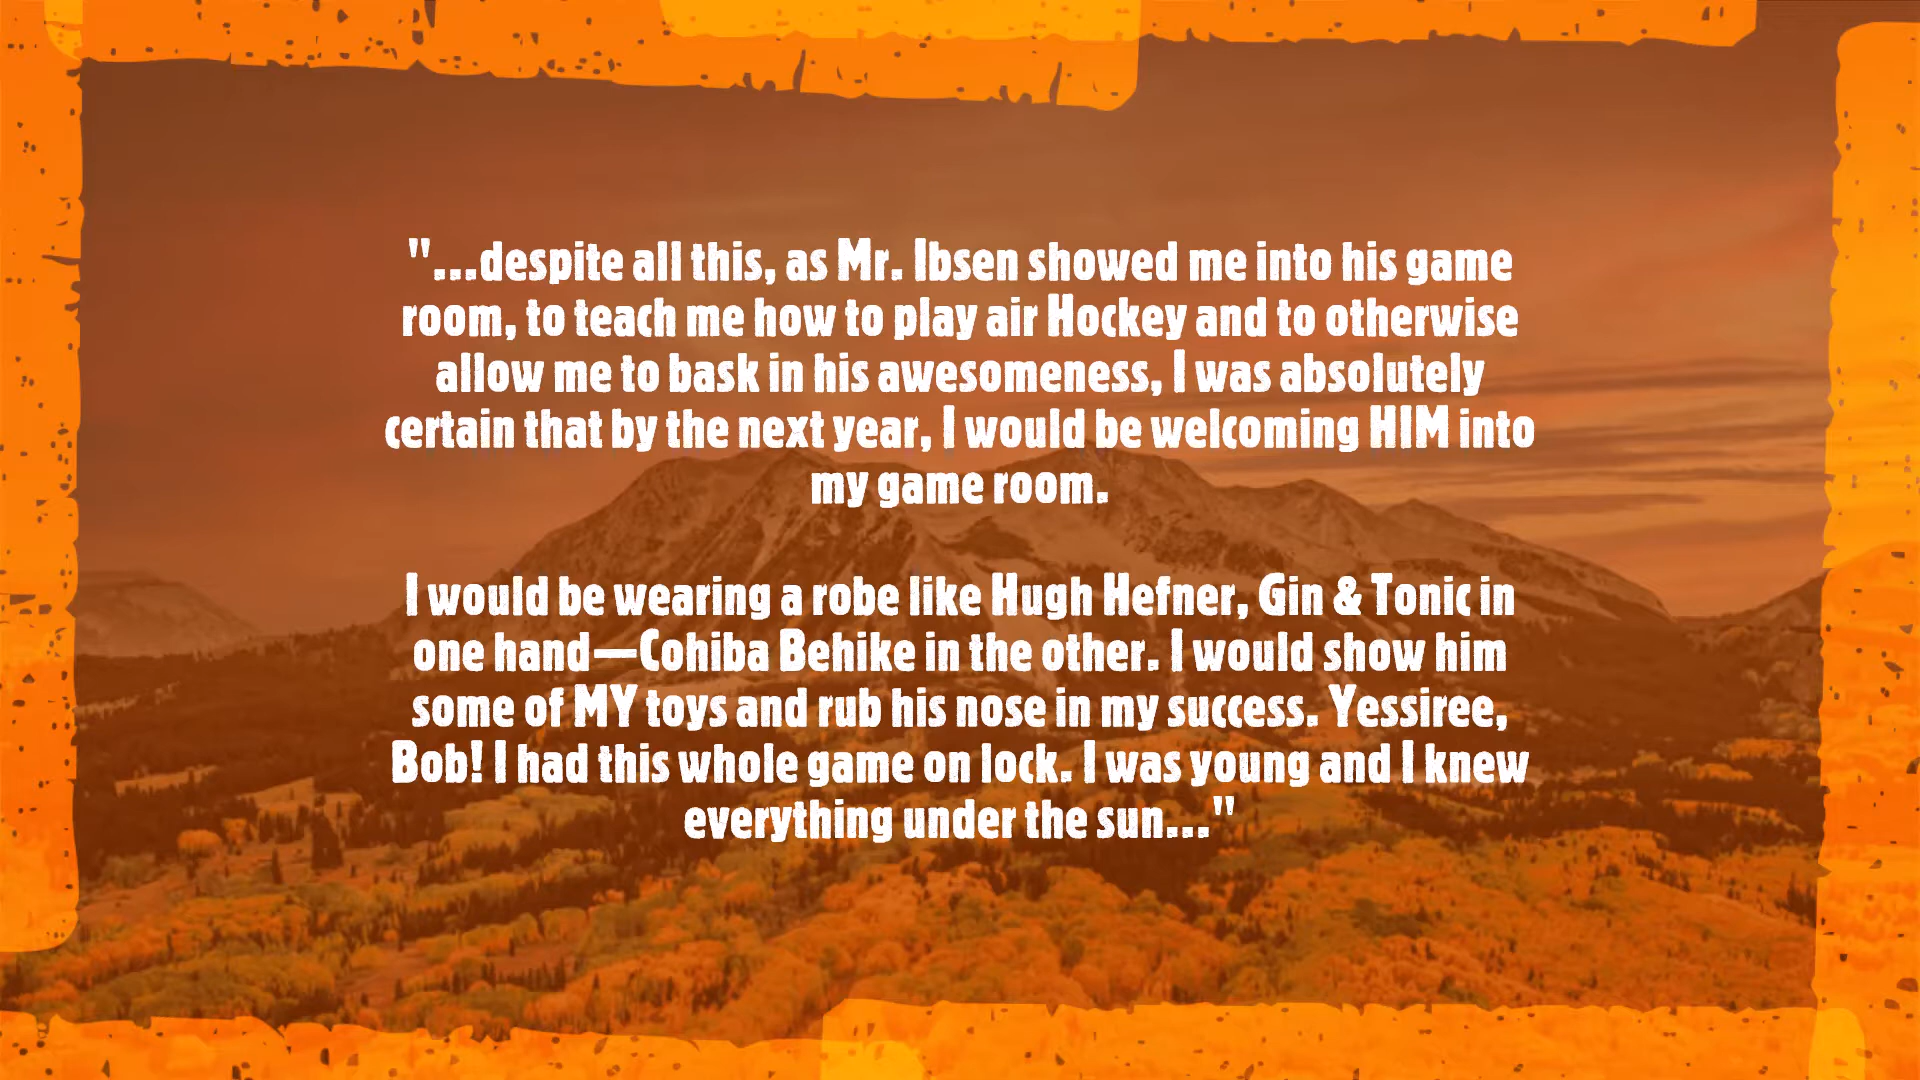 "...despite all this, as Mr. Ibsen showed me into his game
room, to teach me how to play air Hockey and to otherwise
allow me to bask in his awesomeness, I was absolutely
certain that by the next year, I would be welcoming HIM into
my game room.
I would be wearing a robe like Hugh Hefner, Gin & Tonic in
one hand—Cohiba Behike in the other. I would show him
some of MY toys and rub his nose in my success. Yessiree,
Bob! I had this whole game on lock. I was young and I knew
everything under the sun..."